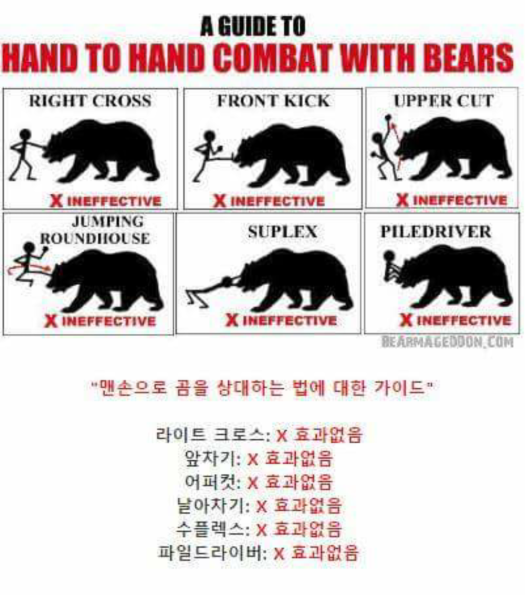 A GUIDE TO
HAND TO HAND COMBAT WITH BEARS
RIGHT CROSS
X INEFFECTIVE
FRONT KICK
X INEFFECTIVE
UPPER CUT
X INEFFECTIVE
JUMPING
ROUNDHOUSE
X INEFFECTIVE
SUPLEX
X INEFFECTIVE
PILEDRIVER
X INEFFECTIVE
BEARMAGEDDON.COM
"맨손으로 곰을 상대하는 법에 대한 가이드"
라이트 크로스: X 효과없음
앞차기: X 효과없음
어퍼컷: X 효과없음
날아차기: X 효과없음
수플렉스: X 효과없음
파일드라이버: X 효과없음